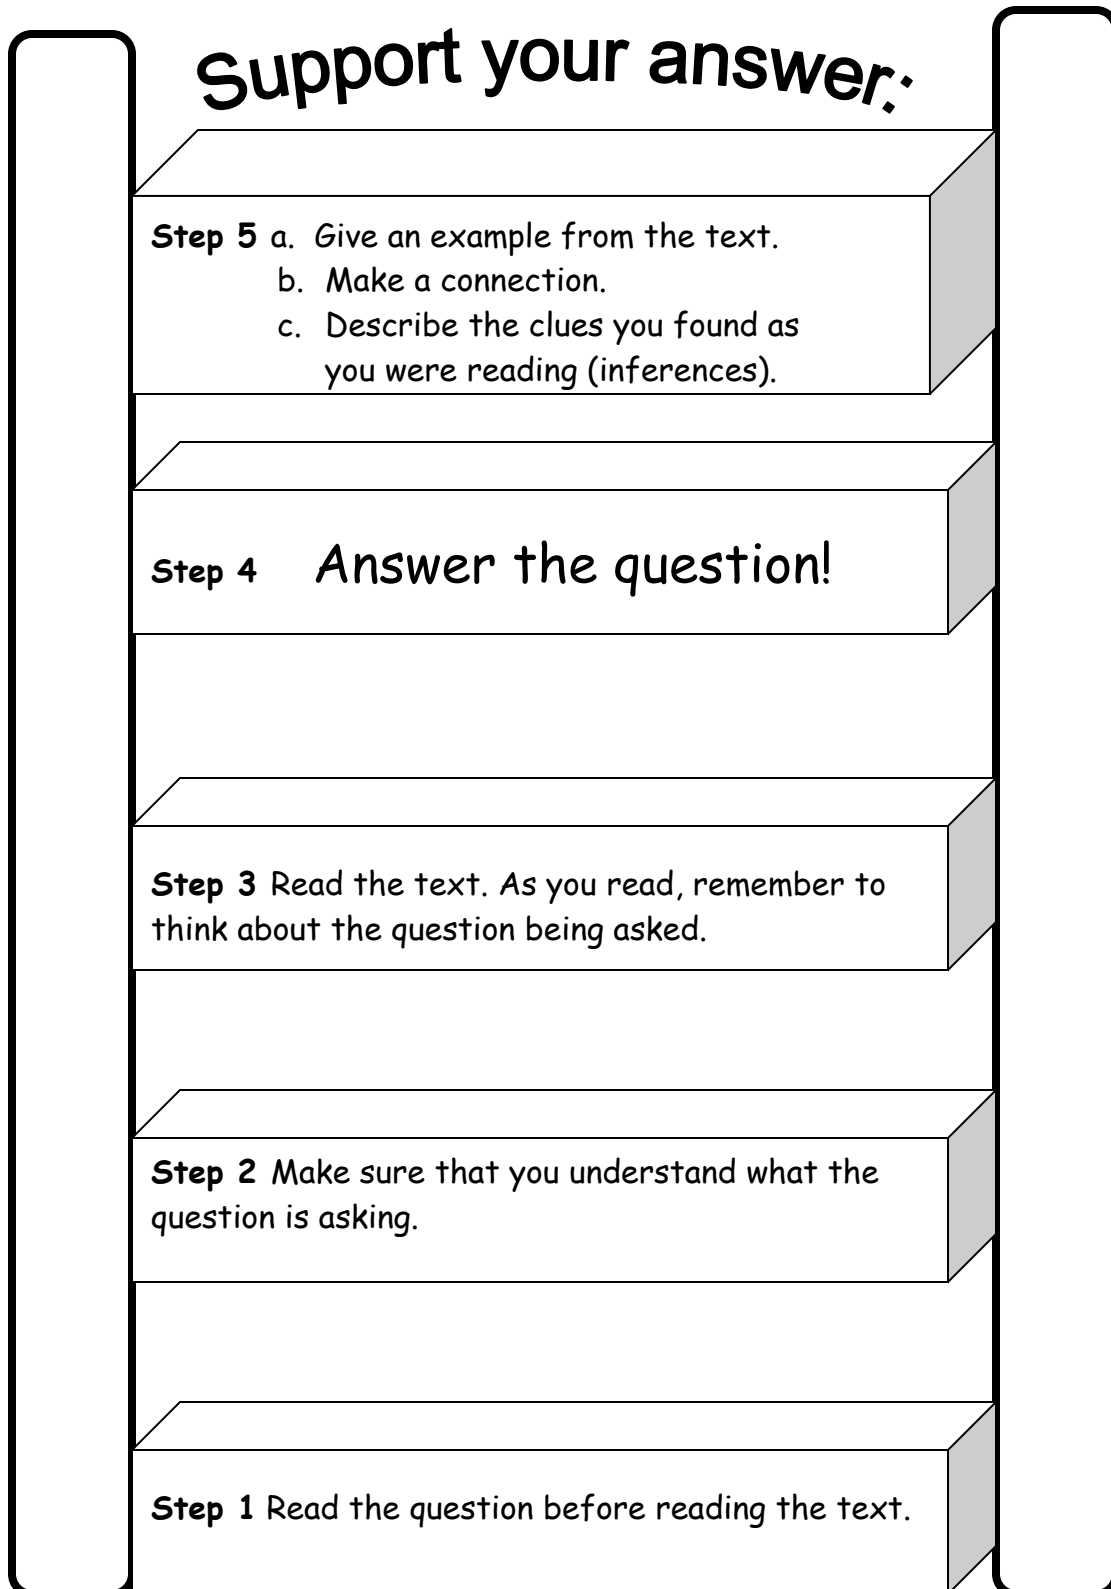 Support your answer:
Step 5 a. Give an example from the text.
b. Make a connection.
c. Describe the clues you found as
you were reading (inferences).
Step 4 Answer the question!
Step 3 Read the text. As you read, remember to
think about the question being asked.
Step 2 Make sure that you understand what the
question is asking.
Step 1 Read the question before reading the text.